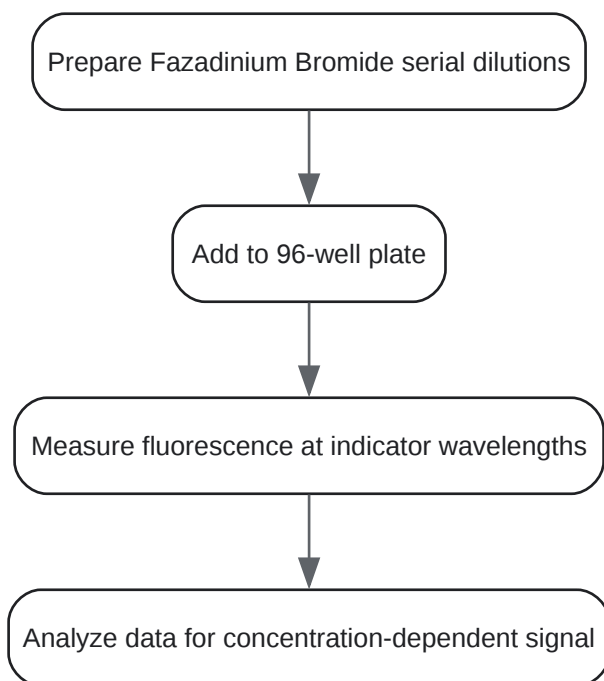 Prepare Fazadinium Bromide serial dilutions
Add to 96-well plate
Measure fluorescence at indicator wavelengths
Analyze data for concentration-dependent signal